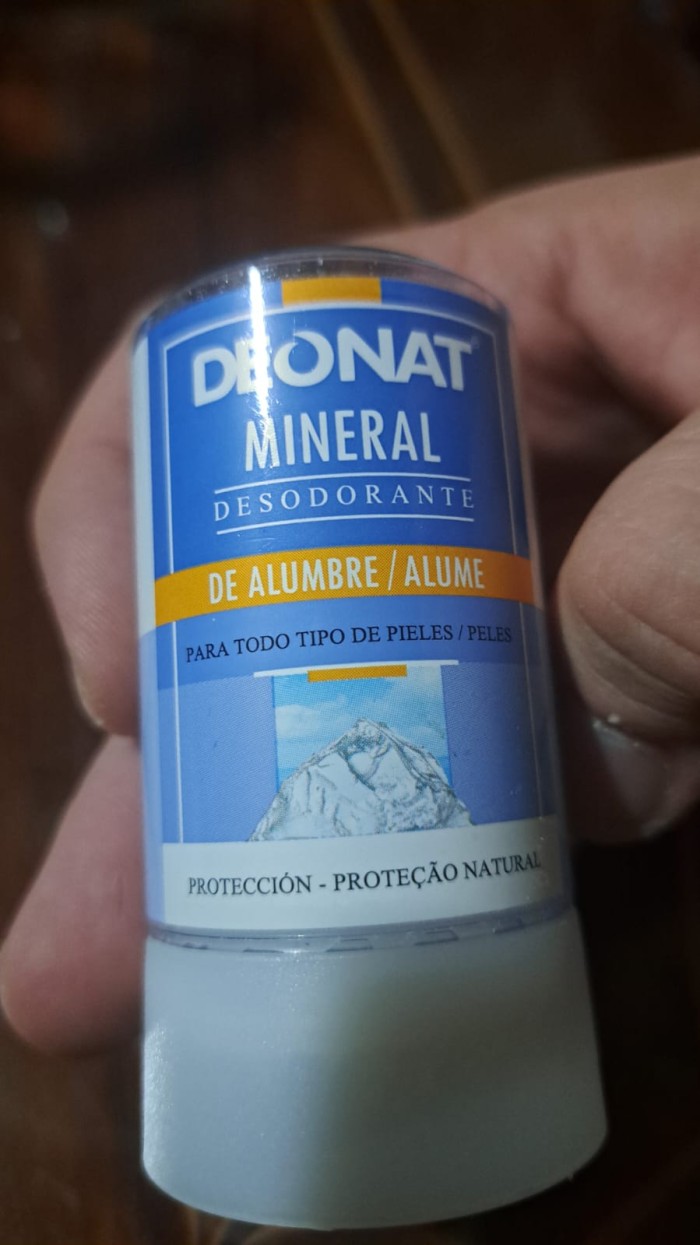 DEONAT
MINERAL
DESODORANTE
DE ALUMBRE / ALUME
PARA TODO TIPO DE PIELES / PELES
PROTECCIÓN - PROTEÇÃO NATURAL